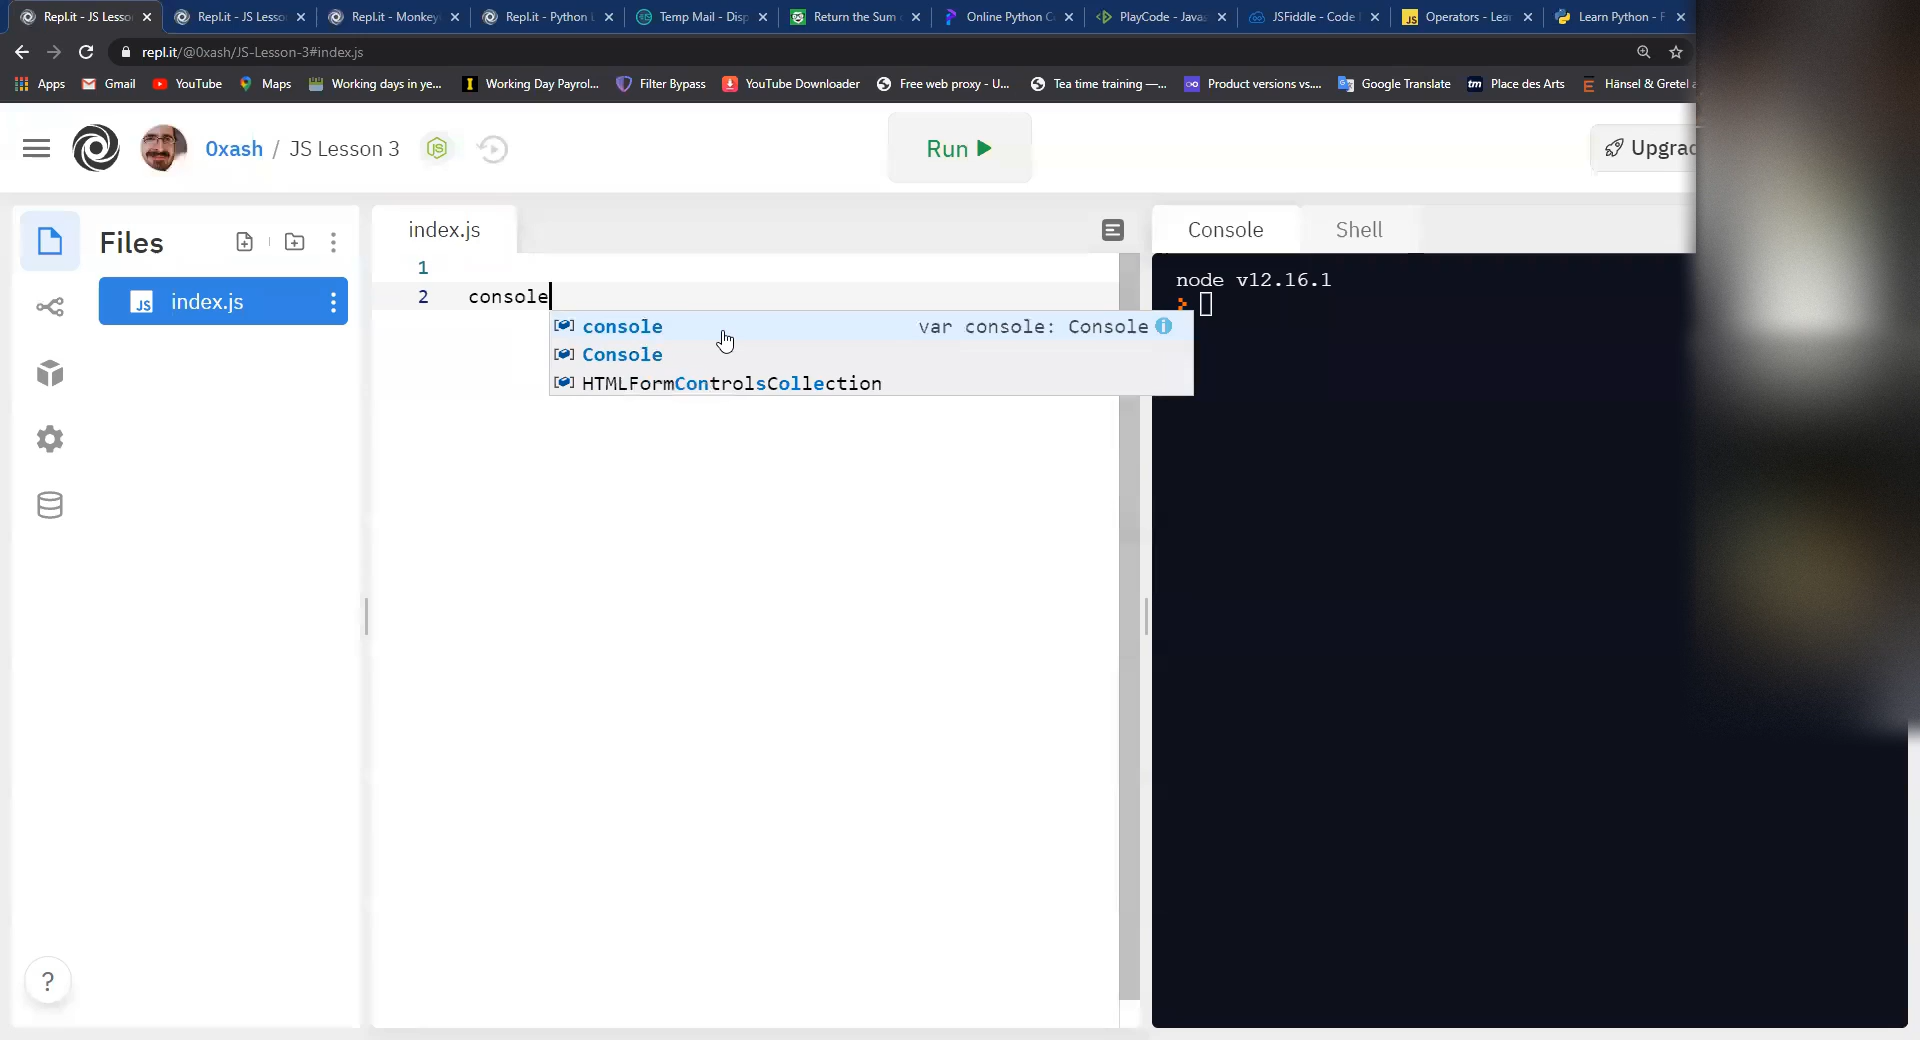 Repl.it - JS Lesso
Repl.it - JS Lesso
Repl.it - Monkey
Repl.it - Python L
Temp Mail - Disp
Return the Sum
Online Python C
PlayCode - Javas
JSFiddle - Code
Operators - Lea
Learn Python - F
repl.it/@0xash/JS-Lesson-3#index.js
Apps
Gmail
YouTube
Maps
Working days in ye...
Working Day Payrol...
Filter Bypass
YouTube Downloader
Free web proxy - U...
Tea time training —...
Product versions vs....
Google Translate
tm Place des Arts
Hänsel & Gretel
0xash / JS Lesson 3
Run
Upgrad
Files
index.js
Console
Shell
JS index.js
1
2 console
node v12.16.1
console var console: Console
Console
HTMLFormControlsCollection
?